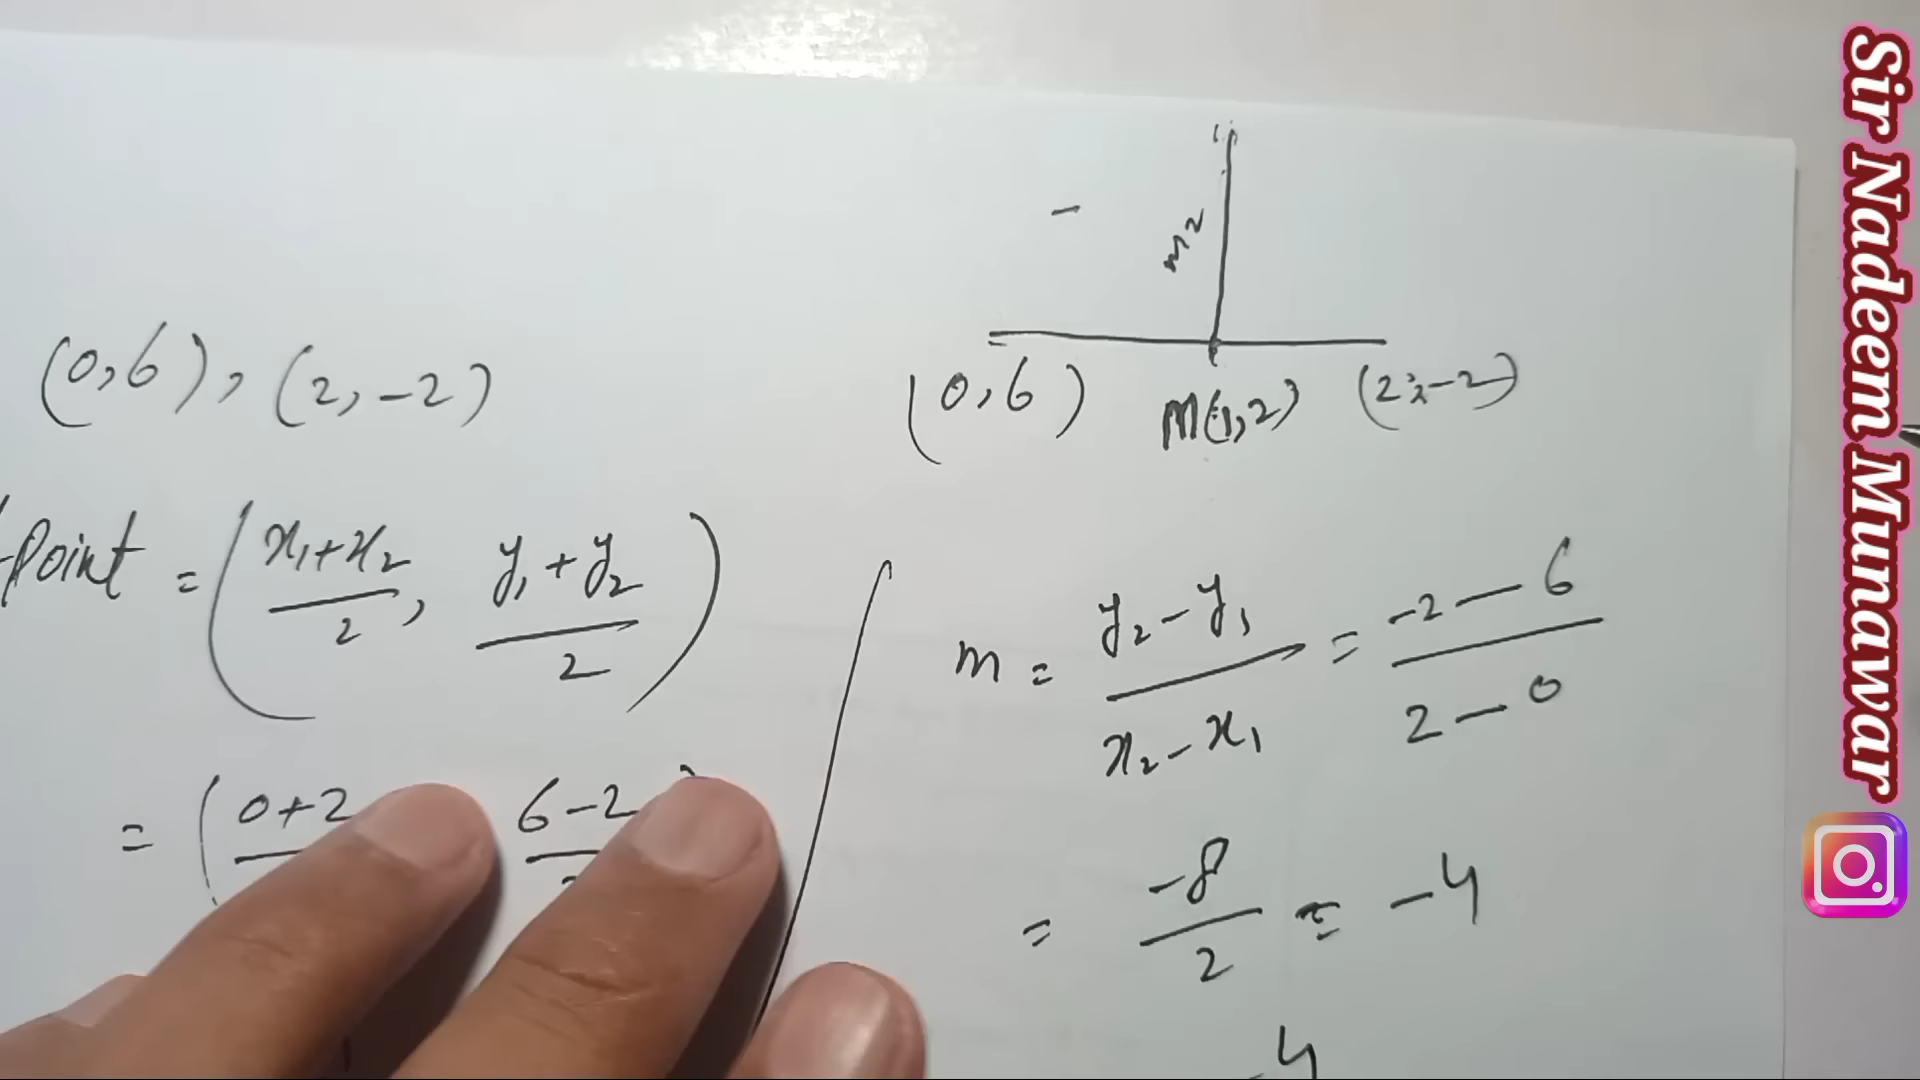 m2
(0,6), (2,-2)
(0,6) M(1,2) (2,-2)
Point = (x₁+x₂/2, y₁+y₂/2)
m = y₂-y₁/x₂-x₁ = -2-6/2-0
= (0+2 6-2
= -8/2 = -4
-4
Sir Nadeem Munawar